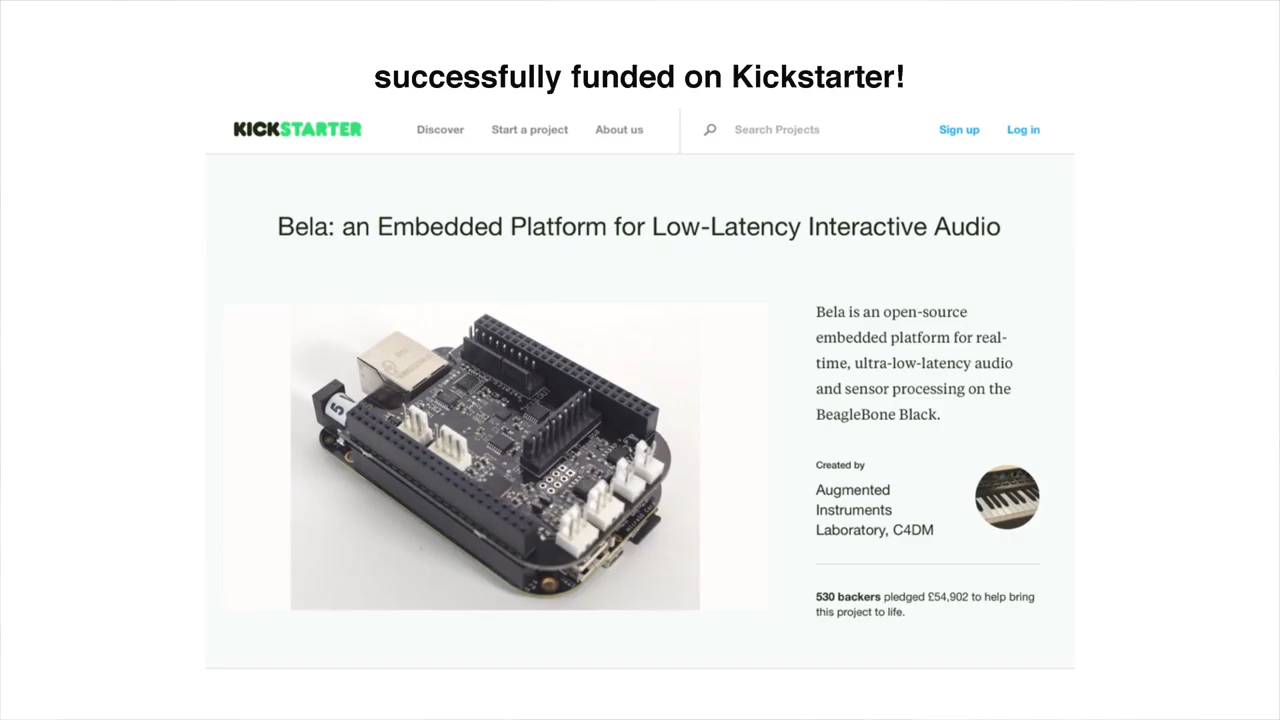 successfully funded on Kickstarter!
KICKSTARTER
Discover
Start a project
About us
Search Projects
Sign up
Log in
Bela: an Embedded Platform for Low-Latency Interactive Audio
Bela is an open-source
embedded platform for real-
time, ultra-low-latency audio
and sensor processing on the
BeagleBone Black.
Created by
Augmented
Instruments
Laboratory, C4DM
530 backers pledged £54,902 to help bring
this project to life.
5V